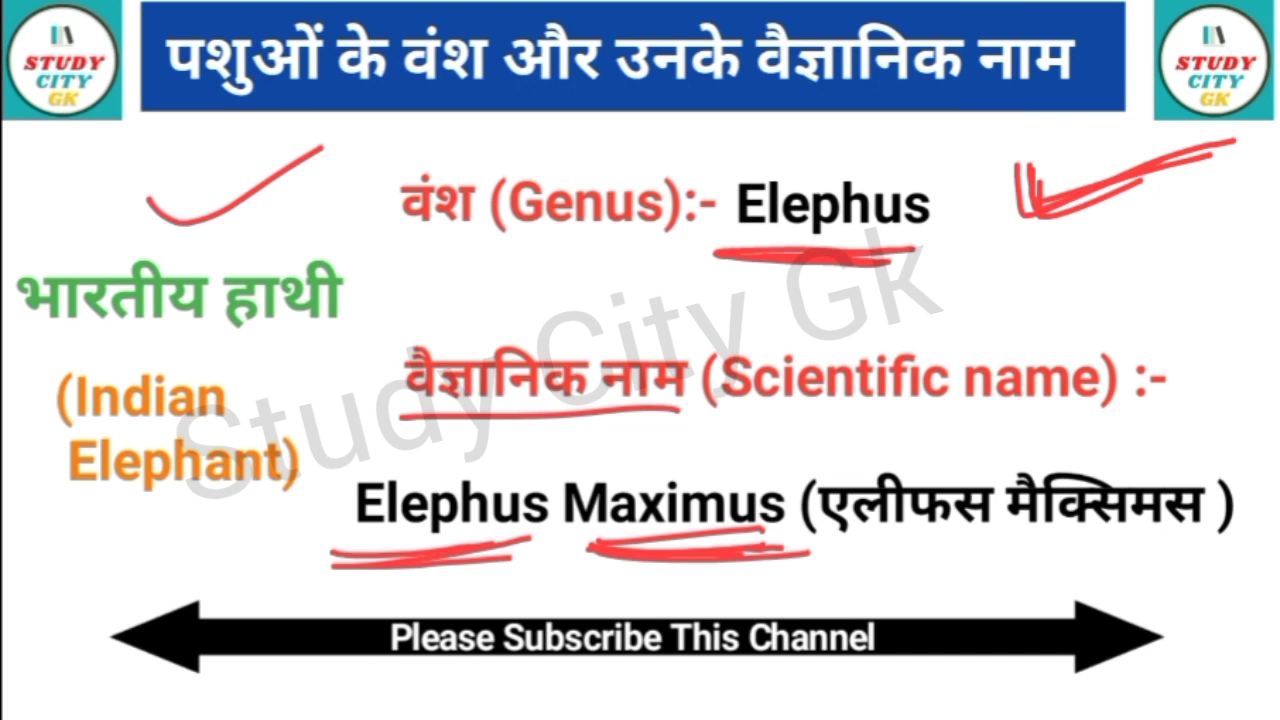 STUDY
CITY
GK
पशुओं के वंश और उनके वैज्ञानिक नाम
STUDY
CITY
GK
वंश (Genus):- Elephus
भारतीय हाथी
(Indian
Elephant)
वैज्ञानिक नाम (Scientific name) :-
Elephus Maximus (एलीफस मैक्सिमस )
Study City Gk
Please Subscribe This Channel